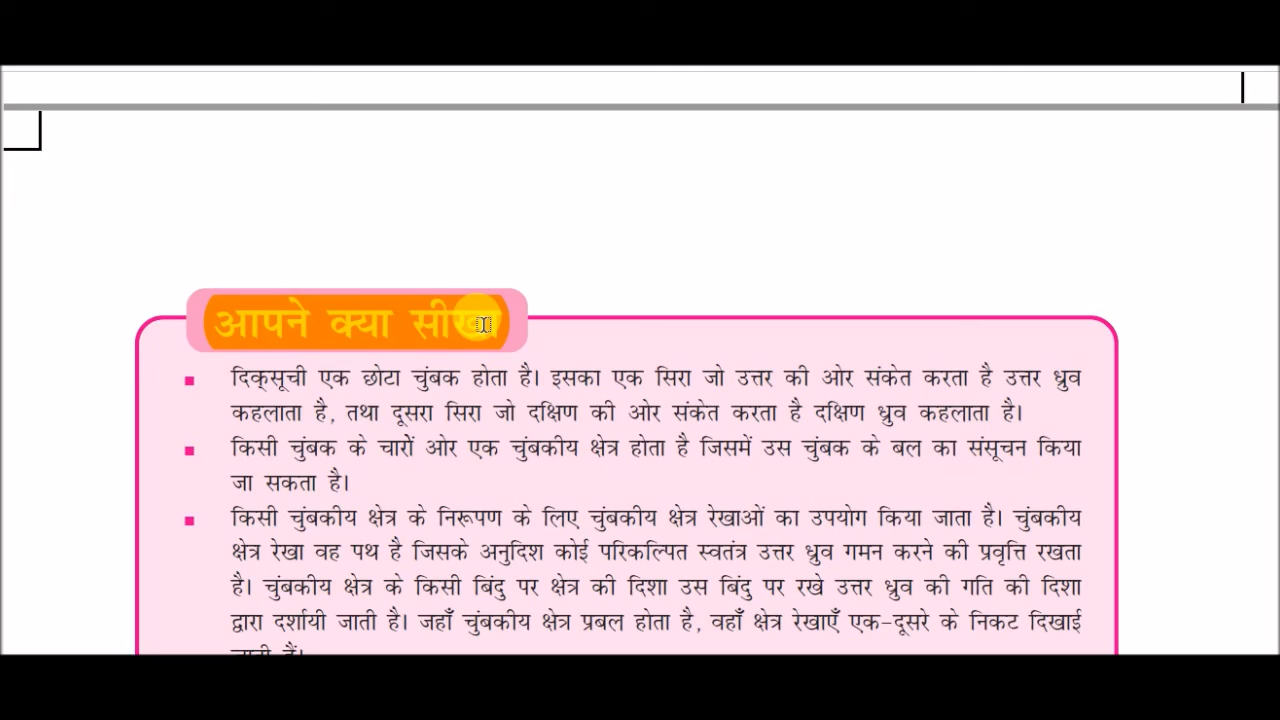 आपने क्या सीखा
दिक्‌सूची एक छोटा चुंबक होता है। इसका एक सिरा जो उत्तर की ओर संकेत करता है उत्तर ध्रुव
कहलाता है, तथा दूसरा सिरा जो दक्षिण की ओर संकेत करता है दक्षिण ध्रुव कहलाता है।
किसी चुंबक के चारों ओर एक चुंबकीय क्षेत्र होता है जिसमें उस चुंबक के बल का संसूचन किया
जा सकता है।
किसी चुंबकीय क्षेत्र के निरूपण के लिए चुंबकीय क्षेत्र रेखाओं का उपयोग किया जाता है। चुंबकीय
क्षेत्र रेखा वह पथ है जिसके अनुदिश कोई परिकल्पित स्वतंत्र उत्तर ध्रुव गमन करने की प्रवृत्ति रखता
है। चुंबकीय क्षेत्र के किसी बिंदु पर क्षेत्र की दिशा उस बिंदु पर रखे उत्तर ध्रुव की गति की दिशा
द्वारा दर्शायी जाती है। जहाँ चुंबकीय क्षेत्र प्रबल होता है, वहाँ क्षेत्र रेखाएँ एक-दूसरे के निकट दिखाई